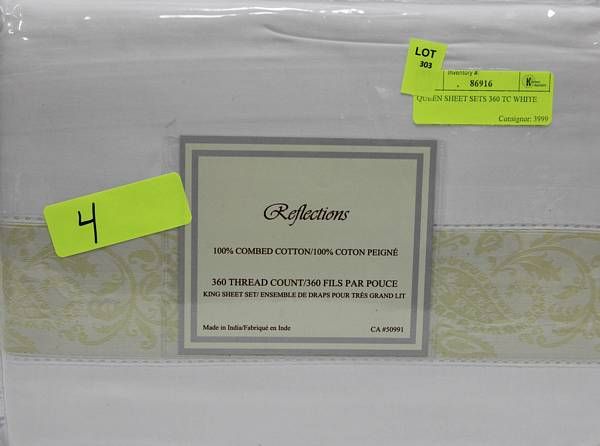 LOT
303
Inventory #:
86916
QUEEN SHEET SETS 360 TC WHITE
Consignor: 3999
4
Reflections
100% COMBED COTTON/100% COTON PEIGNÉ
360 THREAD COUNT/360 FILS PAR POUCE
KING SHEET SET/ ENSEMBLE DE DRAPS POUR TRÈS GRAND LIT
Made in India/Fabriqué en Inde
CA #50991